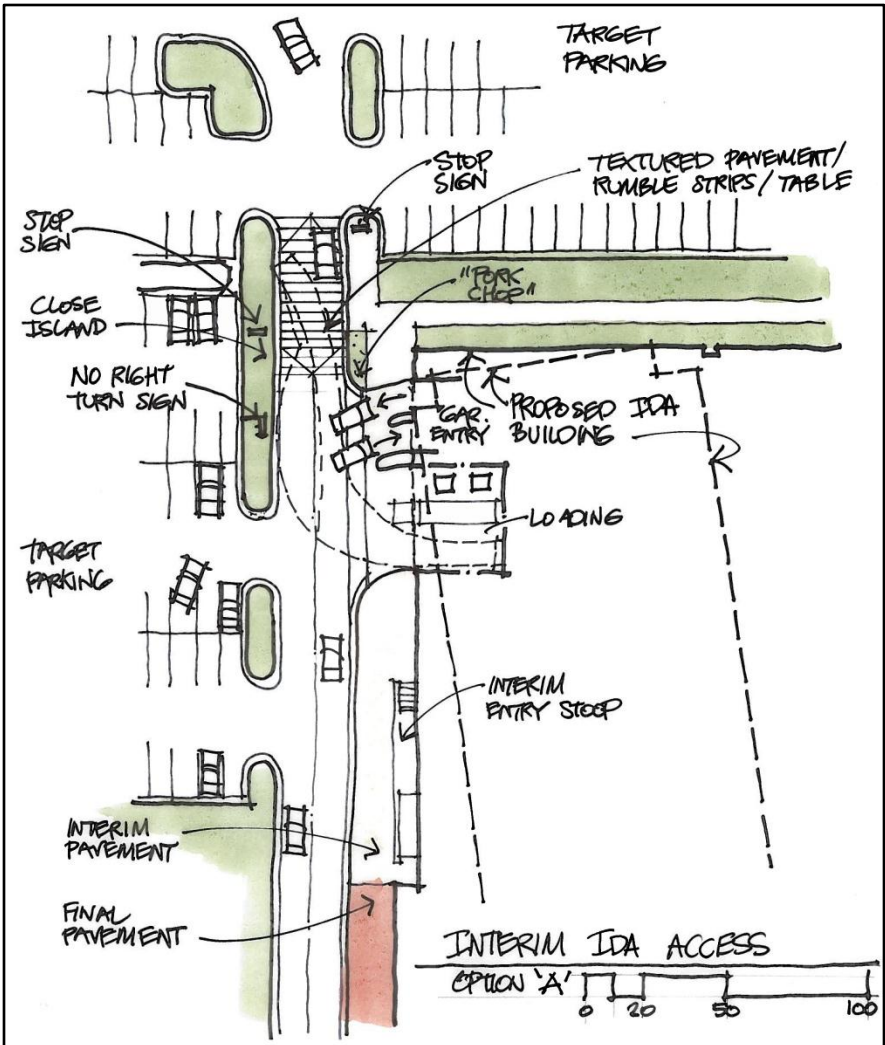 TARGET
PARKING
STOP
SIGN
TEXTURED PAVEMENT/
RUMBLE STRIPS/TABLE
STOP
SIGN
"PORK
CHOP"
CLOSE
ISLAND
NO RIGHT
TURN SIGN
GAR.
ENTRY
PROPOSED IDA
BUILDING
LOADING
TARGET
PARKING
INTERIM
ENTRY STOOP
INTERIM
PAVEMENT
FINAL
PAVEMENT
INTERIM IDA ACCESS
OPTION 'A'
0 20 50 100